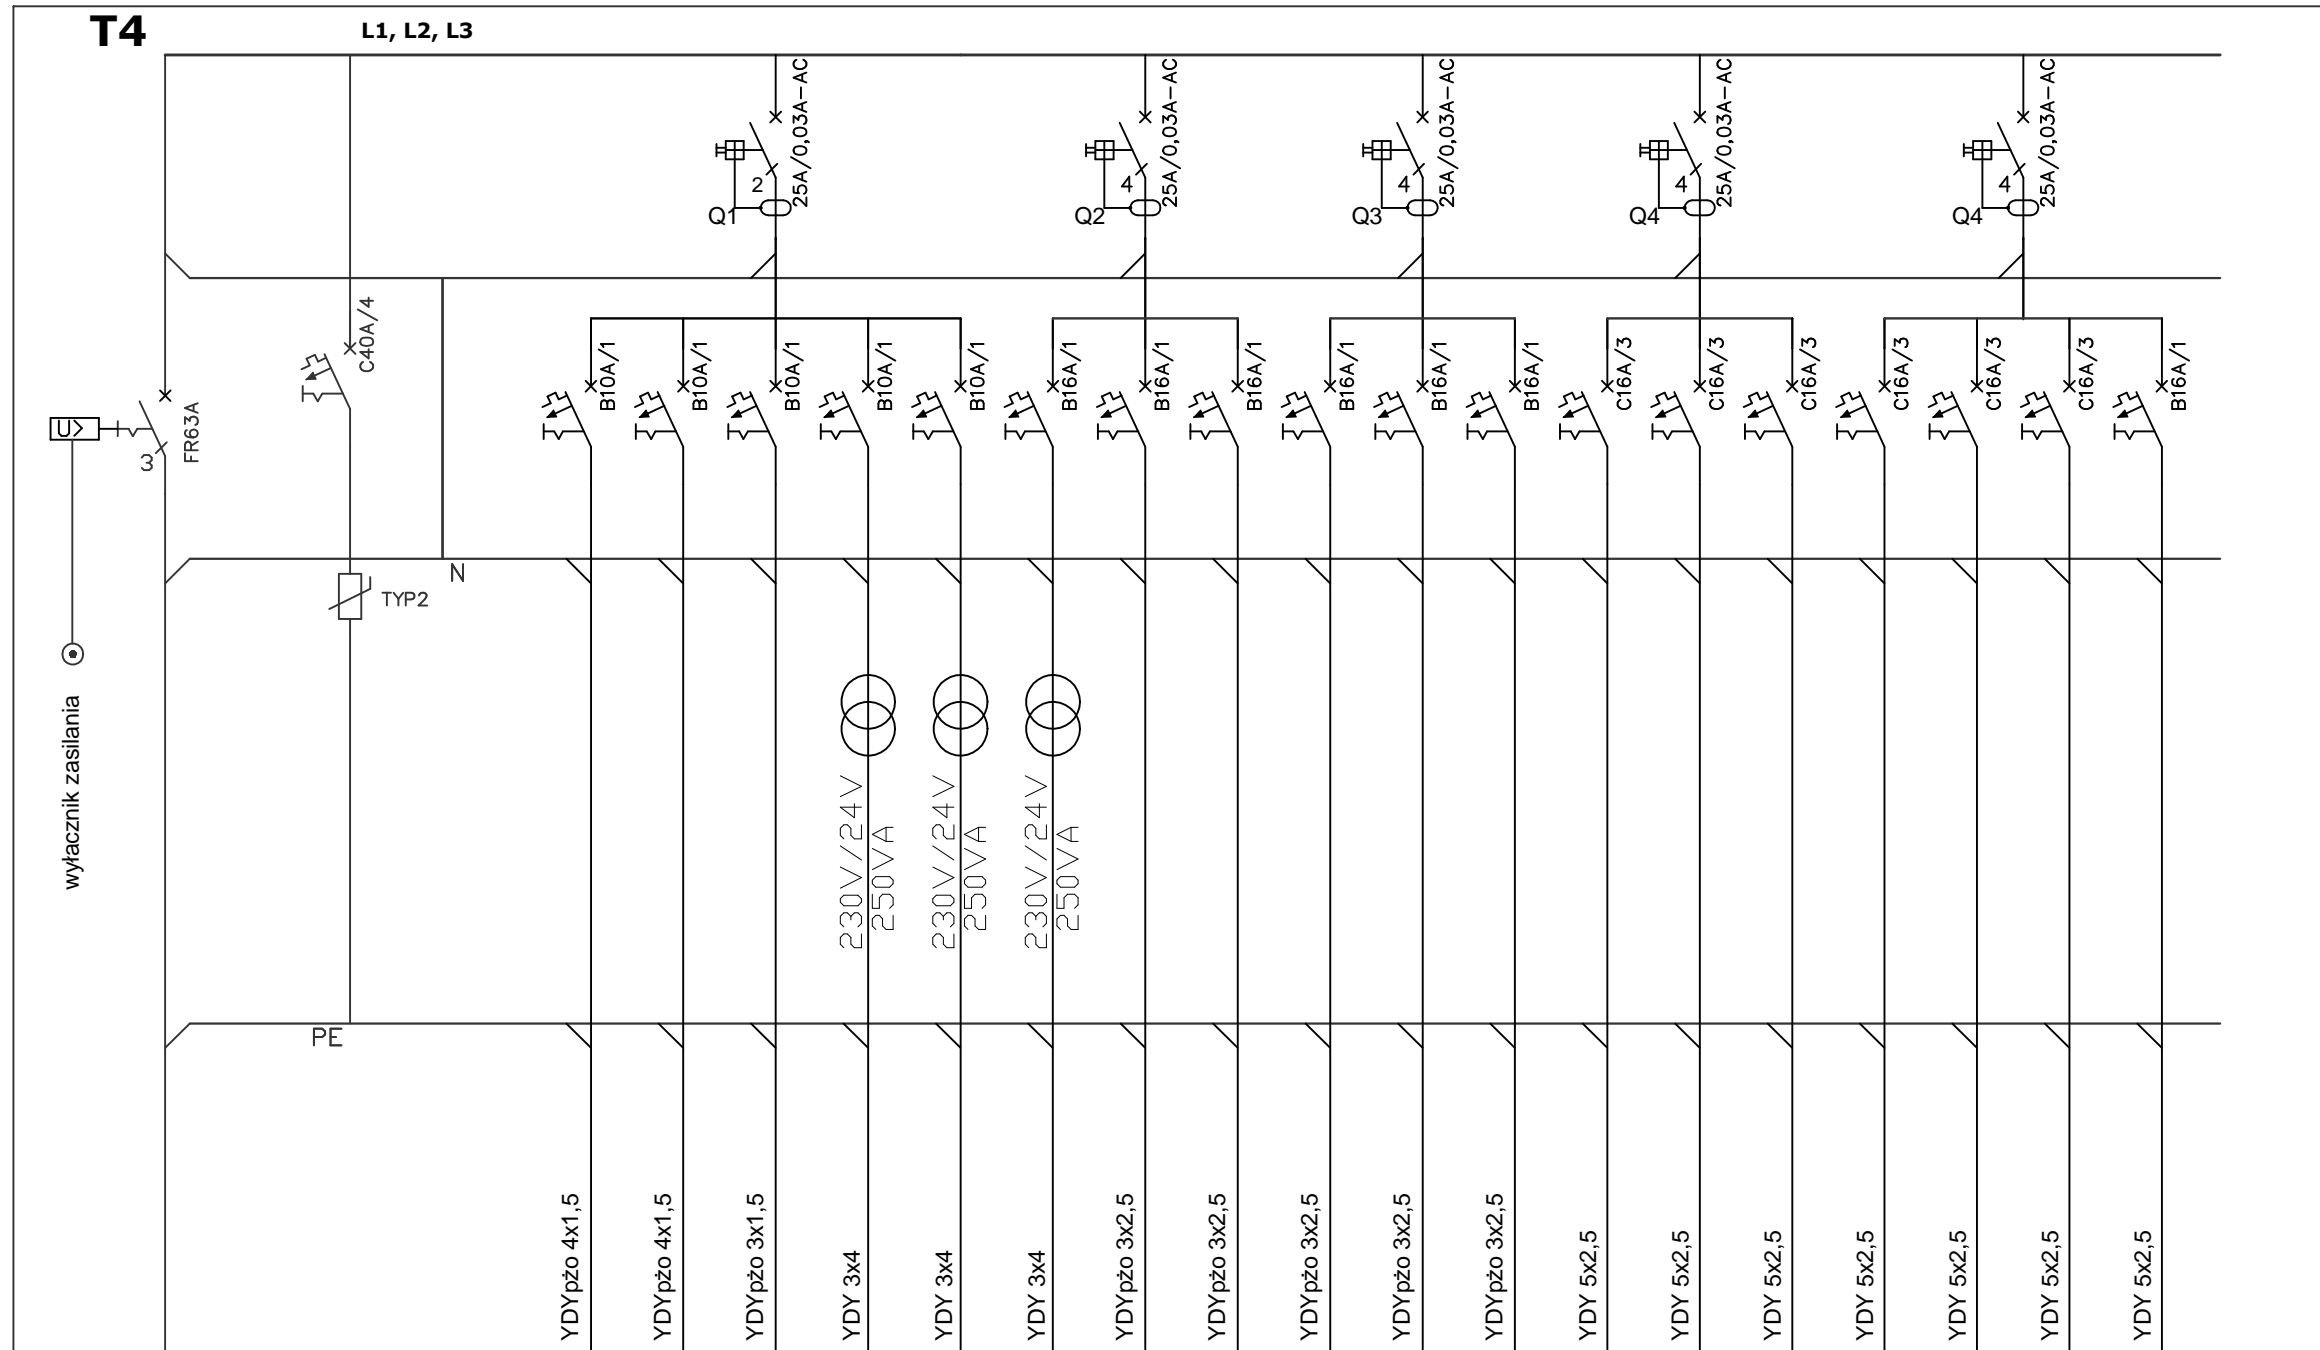 T4
L1, L2, L3
25A/0,03A-AC
25A/0,03A-AC
25A/0,03A-AC
25A/0,03A-AC
25A/0,03A-AC
2
4
4
4
4
Q1
Q2
Q3
Q4
Q4
C40A/4
B10A/1
B10A/1
B10A/1
B10A/1
B10A/1
B16A/1
B16A/1
B16A/1
B16A/1
B16A/1
B16A/1
C16A/3
C16A/3
C16A/3
C16A/3
C16A/3
C16A/3
B16A/1
U>
3
FR63A
N
TYP2
wyłacznik zasilania
230V/24V
250VA
230V/24V
250VA
230V/24V
250VA
PE
YDYpżo 4x1,5
YDYpżo 4x1,5
YDYpżo 3x1,5
YDY 3x4
YDY 3x4
YDY 3x4
YDYpżo 3x2,5
YDYpżo 3x2,5
YDYpżo 3x2,5
YDYpżo 3x2,5
YDYpżo 3x2,5
YDY 5x2,5
YDY 5x2,5
YDY 5x2,5
YDY 5x2,5
YDY 5x2,5
YDY 5x2,5
YDY 5x2,5